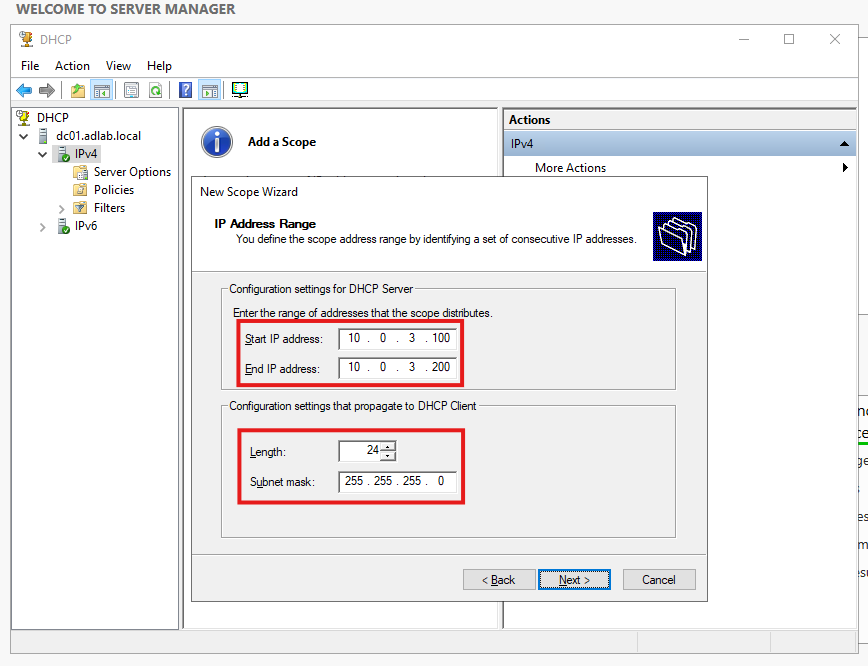 WELCOME TO SERVER MANAGER
DHCP
File Action View Help
DHCP
dc01.adlab.local
IPv4
Server Options
Policies
Filters
IPv6
Add a Scope
Actions
IPv4
More Actions
New Scope Wizard
IP Address Range
You define the scope address range by identifying a set of consecutive IP addresses.
Configuration settings for DHCP Server
Enter the range of addresses that the scope distributes.
Start IP address: 10 . 0 . 3 . 100
End IP address: 10 . 0 . 3 . 200
Configuration settings that propagate to DHCP Client
Length: 24
Subnet mask: 255 . 255 . 255 . 0
< Back Next > Cancel